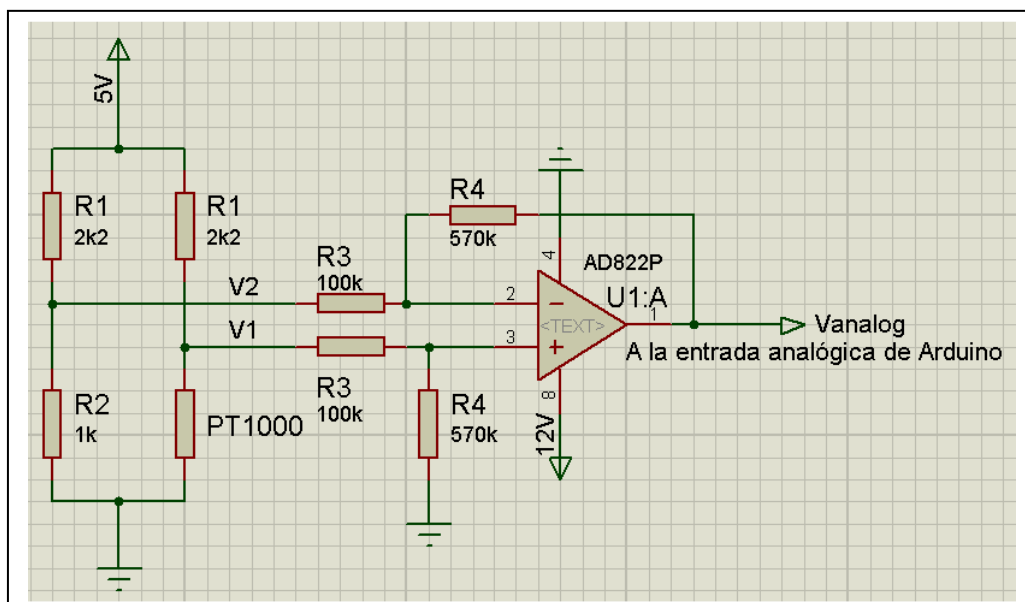 5V
R1
2k2
R1
2k2
R4
570k
4
AD822P
U1:A
R3
100k
V2
2
<TEXT>
1
Vanalog
A la entrada analógica de Arduino
V1
3
R3
100k
R4
570k
8
12V
R2
1k
PT1000